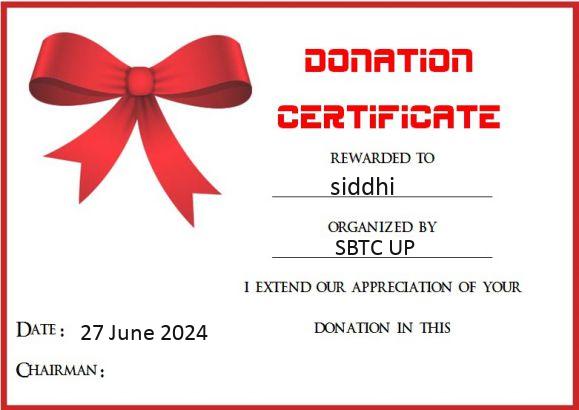 DONATION
CERTIFICATE
REWARDED TO
siddhi
ORGANIZED BY
SBTC UP
I EXTEND OUR APPRECIATION OF YOUR
DONATION IN THIS
DATE: 27 June 2024
CHAIRMAN: